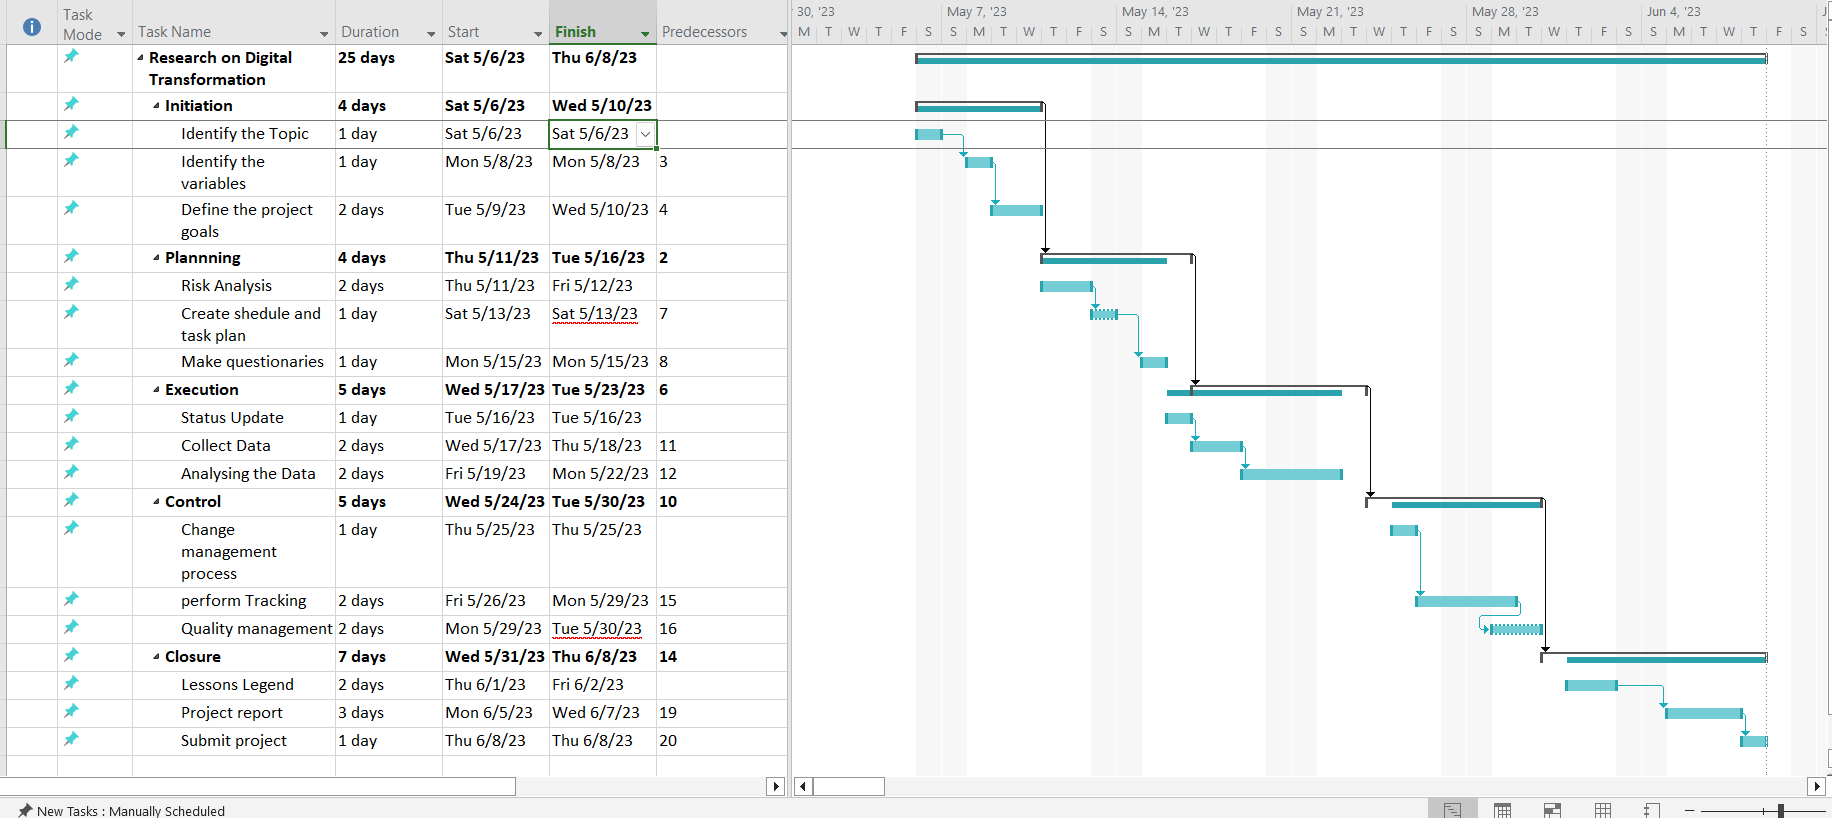 30, '23 May 7, '23 May 14, '23 May 21, '23 May 28, '23 Jun 4, '23 J
Task Mode Task Name Duration Start Finish Predecessors
M T W T F S S M T W T F S S M T W T F S S M T W T F S S M T W T F S S M T W T F S
Research on Digital Transformation 25 days Sat 5/6/23 Thu 6/8/23
Initiation 4 days Sat 5/6/23 Wed 5/10/23
Identify the Topic 1 day Sat 5/6/23 Sat 5/6/23
Identify the variables 1 day Mon 5/8/23 Mon 5/8/23 3
Define the project goals 2 days Tue 5/9/23 Wed 5/10/23 4
Plannning 4 days Thu 5/11/23 Tue 5/16/23 2
Risk Analysis 2 days Thu 5/11/23 Fri 5/12/23
Create shedule and task plan 1 day Sat 5/13/23 Sat 5/13/23 7
Make questionaries 1 day Mon 5/15/23 Mon 5/15/23 8
Execution 5 days Wed 5/17/23 Tue 5/23/23 6
Status Update 1 day Tue 5/16/23 Tue 5/16/23
Collect Data 2 days Wed 5/17/23 Thu 5/18/23 11
Analysing the Data 2 days Fri 5/19/23 Mon 5/22/23 12
Control 5 days Wed 5/24/23 Tue 5/30/23 10
Change management process 1 day Thu 5/25/23 Thu 5/25/23
perform Tracking 2 days Fri 5/26/23 Mon 5/29/23 15
Quality management 2 days Mon 5/29/23 Tue 5/30/23 16
Closure 7 days Wed 5/31/23 Thu 6/8/23 14
Lessons Legend 2 days Thu 6/1/23 Fri 6/2/23
Project report 3 days Mon 6/5/23 Wed 6/7/23 19
Submit project 1 day Thu 6/8/23 Thu 6/8/23 20
New Tasks : Manually Scheduled